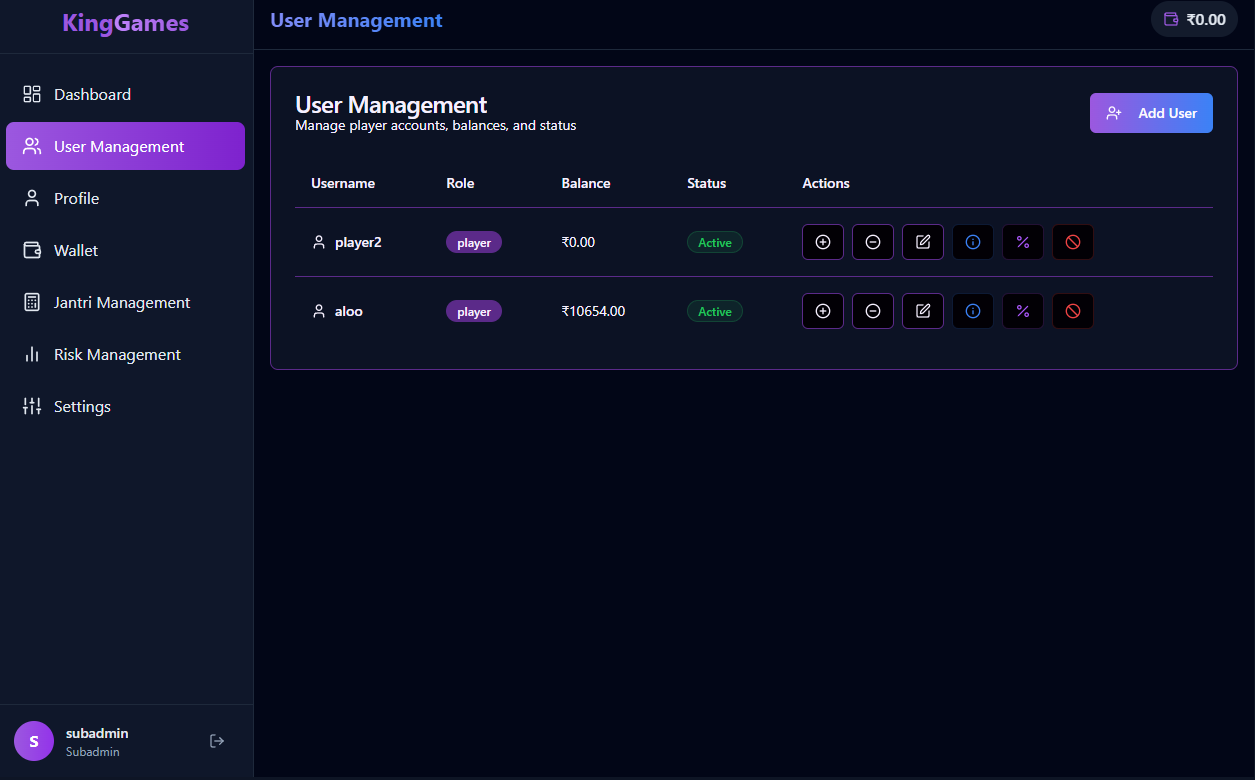 KingGames
User Management
₹0.00
Dashboard
User Management
Profile
Wallet
Jantri Management
Risk Management
Settings
User Management
Manage player accounts, balances, and status
Add User
Username Role Balance Status Actions
player2 player ₹0.00 Active
aloo player ₹10654.00 Active
S
subadmin
Subadmin